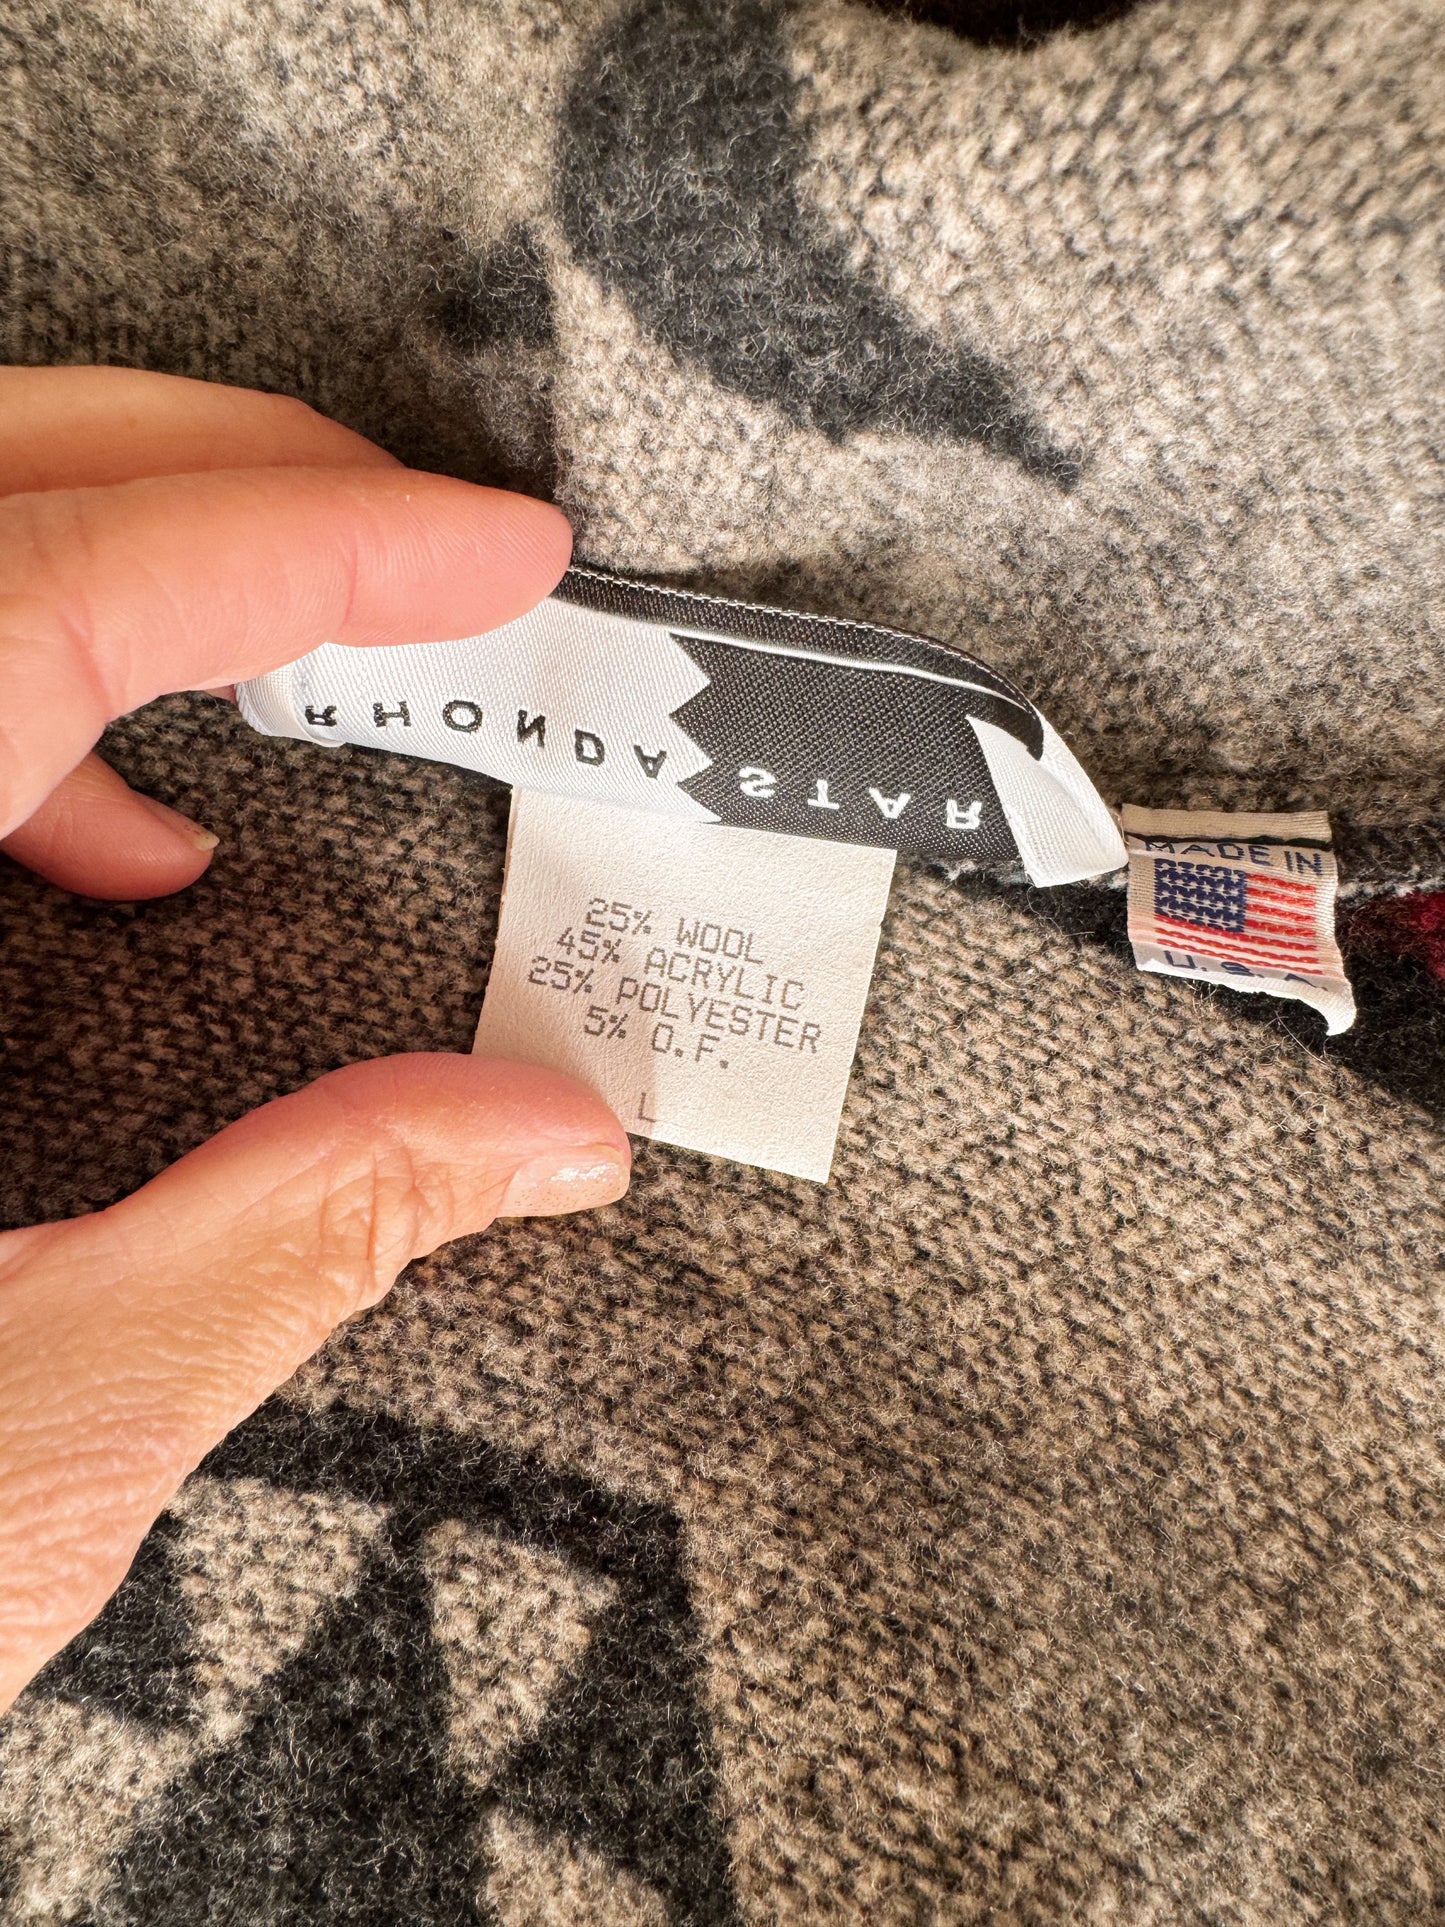 RHONDA STAR
25% WOOL
45% ACRYLIC
25% POLYESTER
5% O.F.
L
MADE IN
U.S.A.